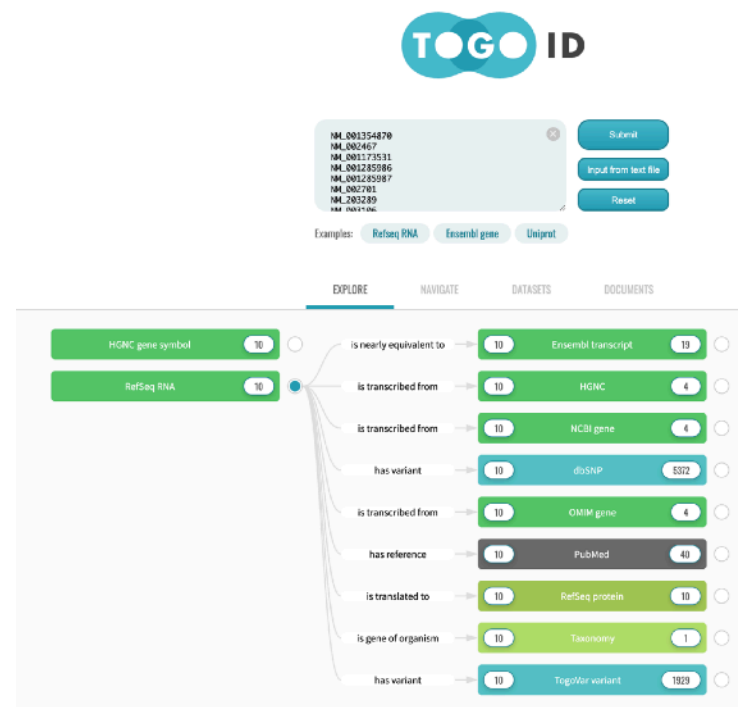 TOGO ID
NM_001354870
NM_002467
NM_001173531
NM_001285986
NM_001285987
NM_002701
NM_203289
NM_003106
Submit
Input from text file
Reset
Examples: Refseq RNA Ensembl gene Uniprot
EXPLORE NAVIGATE DATASETS DOCUMENTS
HGNC gene symbol 10 is nearly equivalent to 10 Ensembl transcript 19
RefSeq RNA 10 is transcribed from 10 HGNC 4
is transcribed from 10 NCBI gene 4
has variant 10 dbSNP 5372
is transcribed from 10 OMIM gene 4
has reference 10 PubMed 40
is translated to 10 RefSeq protein 10
is gene of organism 10 Taxonomy 1
has variant 10 TogoVar variant 1929